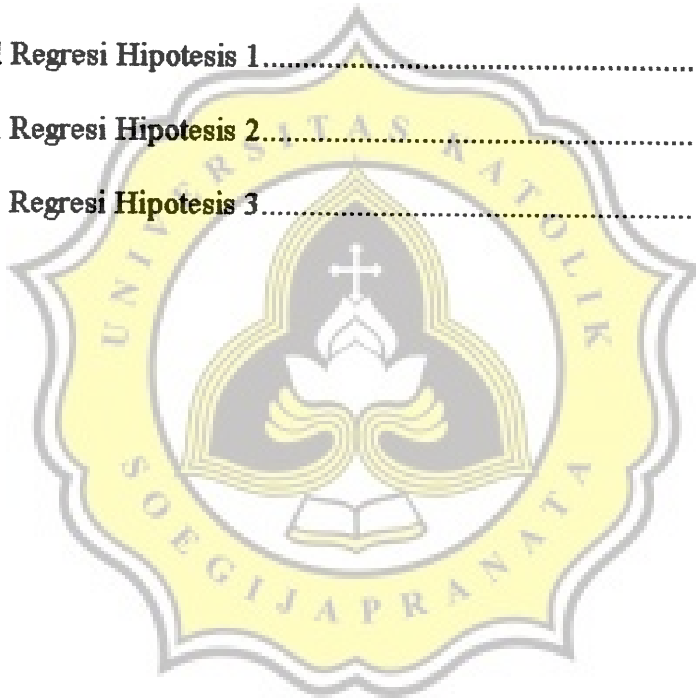 Regresi Hipotesis 1
Regresi Hipotesis 2
Regresi Hipotesis 3
UNIVERSITAS KATOLIK
SOEGIJAPRANATA